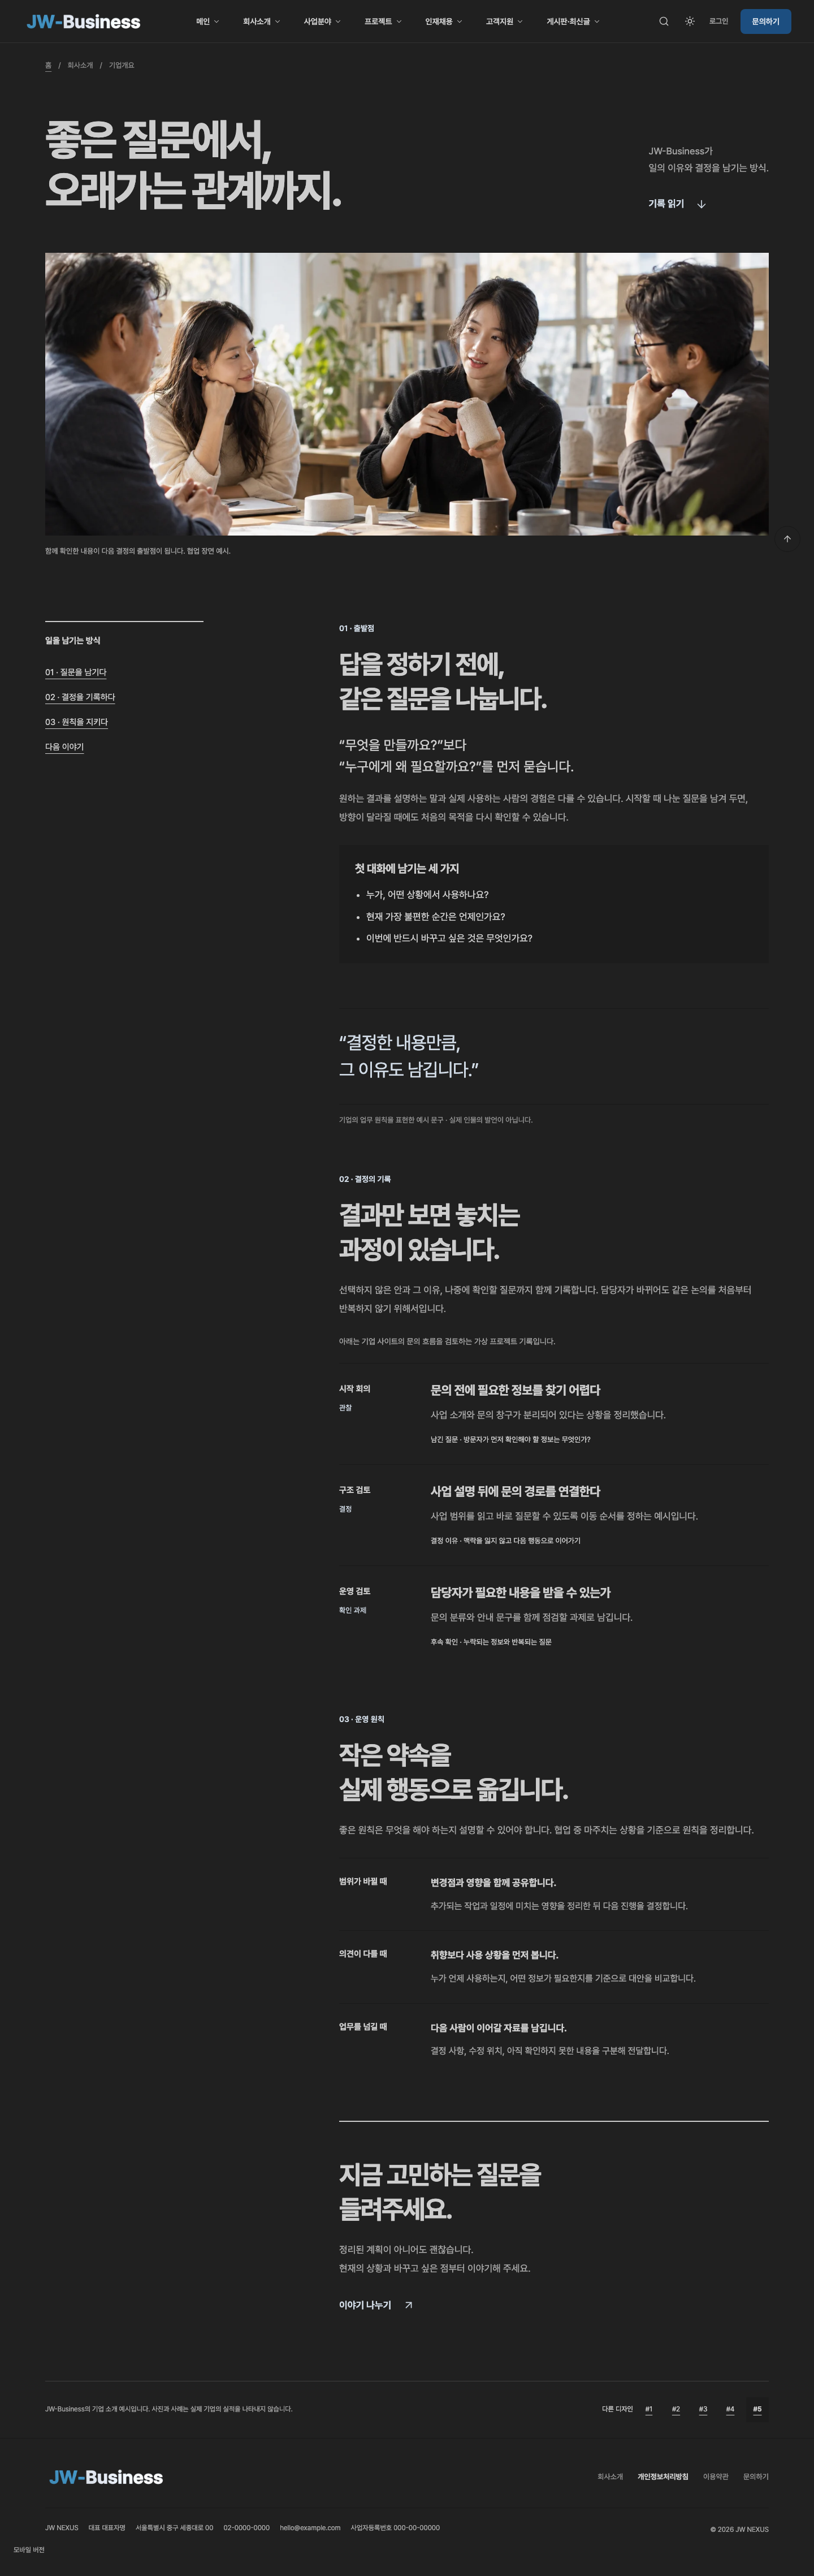 JW-Business
메인
회사소개
사업분야
프로젝트
인재채용
고객지원
게시판·최신글
로그인
문의하기
홈 / 회사소개 / 기업개요
좋은 질문에서,
오래가는 관계까지.
JW-Business가
일의 이유와 결정을 남기는 방식.
기록 읽기
함께 확인한 내용이 다음 결정의 출발점이 됩니다. 협업 장면 예시.
일을 남기는 방식
01 · 질문을 남기다
02 · 결정을 기록하다
03 · 원칙을 지키다
다음 이야기
01 · 출발점
답을 정하기 전에,
같은 질문을 나눕니다.
“무엇을 만들까요?”보다
“누구에게 왜 필요할까요?”를 먼저 묻습니다.
원하는 결과를 설명하는 말과 실제 사용하는 사람의 경험은 다를 수 있습니다. 시작할 때 나눈 질문을 남겨 두면,
방향이 달라질 때에도 처음의 목적을 다시 확인할 수 있습니다.
첫 대화에 남기는 세 가지
• 누가, 어떤 상황에서 사용하나요?
• 현재 가장 불편한 순간은 언제인가요?
• 이번에 반드시 바꾸고 싶은 것은 무엇인가요?
“결정한 내용만큼,
그 이유도 남깁니다.”
기업의 업무 원칙을 표현한 예시 문구 · 실제 인물의 발언이 아닙니다.
02 · 결정의 기록
결과만 보면 놓치는
과정이 있습니다.
선택하지 않은 안과 그 이유, 나중에 확인할 질문까지 함께 기록합니다. 담당자가 바뀌어도 같은 논의를 처음부터
반복하지 않기 위해서입니다.
아래는 기업 사이트의 문의 흐름을 검토하는 가상 프로젝트 기록입니다.
시작 회의
관찰
문의 전에 필요한 정보를 찾기 어렵다
사업 소개와 문의 창구가 분리되어 있다는 상황을 정리했습니다.
남긴 질문 · 방문자가 먼저 확인해야 할 정보는 무엇인가?
구조 검토
결정
사업 설명 뒤에 문의 경로를 연결한다
사업 범위를 읽고 바로 질문할 수 있도록 이동 순서를 정하는 예시입니다.
결정 이유 · 맥락을 잃지 않고 다음 행동으로 이어가기
운영 검토
확인 과제
담당자가 필요한 내용을 받을 수 있는가
문의 분류와 안내 문구를 함께 점검할 과제로 남깁니다.
후속 확인 · 누락되는 정보와 반복되는 질문
03 · 운영 원칙
작은 약속을
실제 행동으로 옮깁니다.
좋은 원칙은 무엇을 해야 하는지 설명할 수 있어야 합니다. 협업 중 마주치는 상황을 기준으로 원칙을 정리합니다.
범위가 바뀔 때
변경점과 영향을 함께 공유합니다.
추가되는 작업과 일정에 미치는 영향을 정리한 뒤 다음 진행을 결정합니다.
의견이 다를 때
취향보다 사용 상황을 먼저 봅니다.
누가 언제 사용하는지, 어떤 정보가 필요한지를 기준으로 대안을 비교합니다.
업무를 넘길 때
다음 사람이 이어갈 자료를 남깁니다.
결정 사항, 수정 위치, 아직 확인하지 못한 내용을 구분해 전달합니다.
지금 고민하는 질문을
들려주세요.
정리된 계획이 아니어도 괜찮습니다.
현재의 상황과 바꾸고 싶은 점부터 이야기해 주세요.
이야기 나누기
JW-Business의 기업 소개 예시입니다. 사진과 사례는 실제 기업의 실적을 나타내지 않습니다.
다른 디자인 #1 #2 #3 #4 #5
JW-Business
회사소개 개인정보처리방침 이용약관 문의하기
JW NEXUS 대표 대표자명 서울특별시 중구 세종대로 00 02-0000-0000 hello@example.com 사업자등록번호 000-00-00000
© 2026 JW NEXUS
모바일 버전